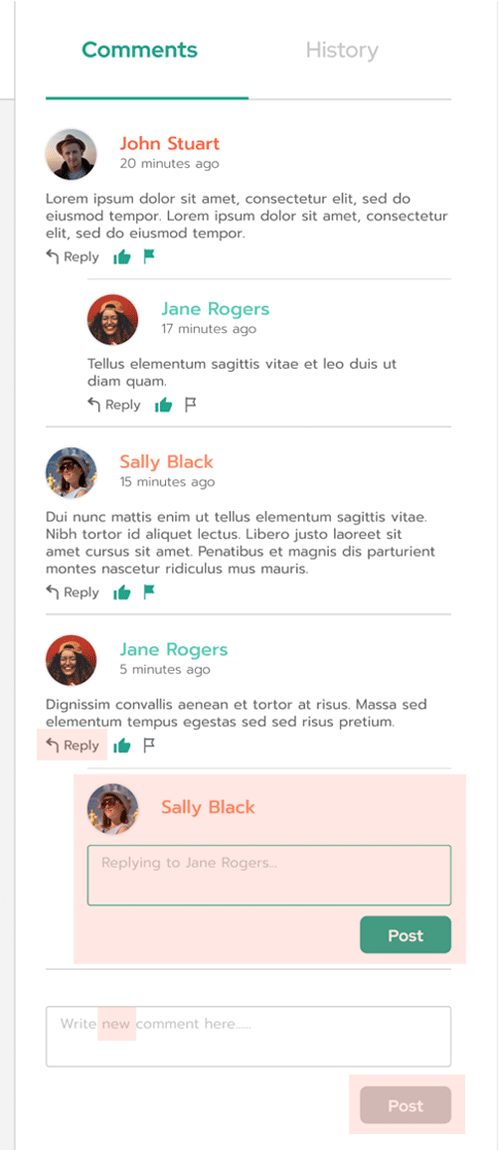 Comments History
John Stuart
20 minutes ago
Lorem ipsum dolor sit amet, consectetur elit, sed do
eiusmod tempor. Lorem ipsum dolor sit amet, consectetur
elit, sed do eiusmod tempor.
Reply
Jane Rogers
17 minutes ago
Tellus elementum sagittis vitae et leo duis ut
diam quam.
Reply
Sally Black
15 minutes ago
Dui nunc mattis enim ut tellus elementum sagittis vitae.
Nibh tortor id aliquet lectus. Libero justo laoreet sit
amet cursus sit amet. Penatibus et magnis dis parturient
montes nascetur ridiculus mus mauris.
Reply
Jane Rogers
5 minutes ago
Dignissim convallis aenean et tortor at risus. Massa sed
elementum tempus egestas sed sed risus pretium.
Reply
Sally Black
Replying to Jane Rogers...
Post
Write new comment here......
Post